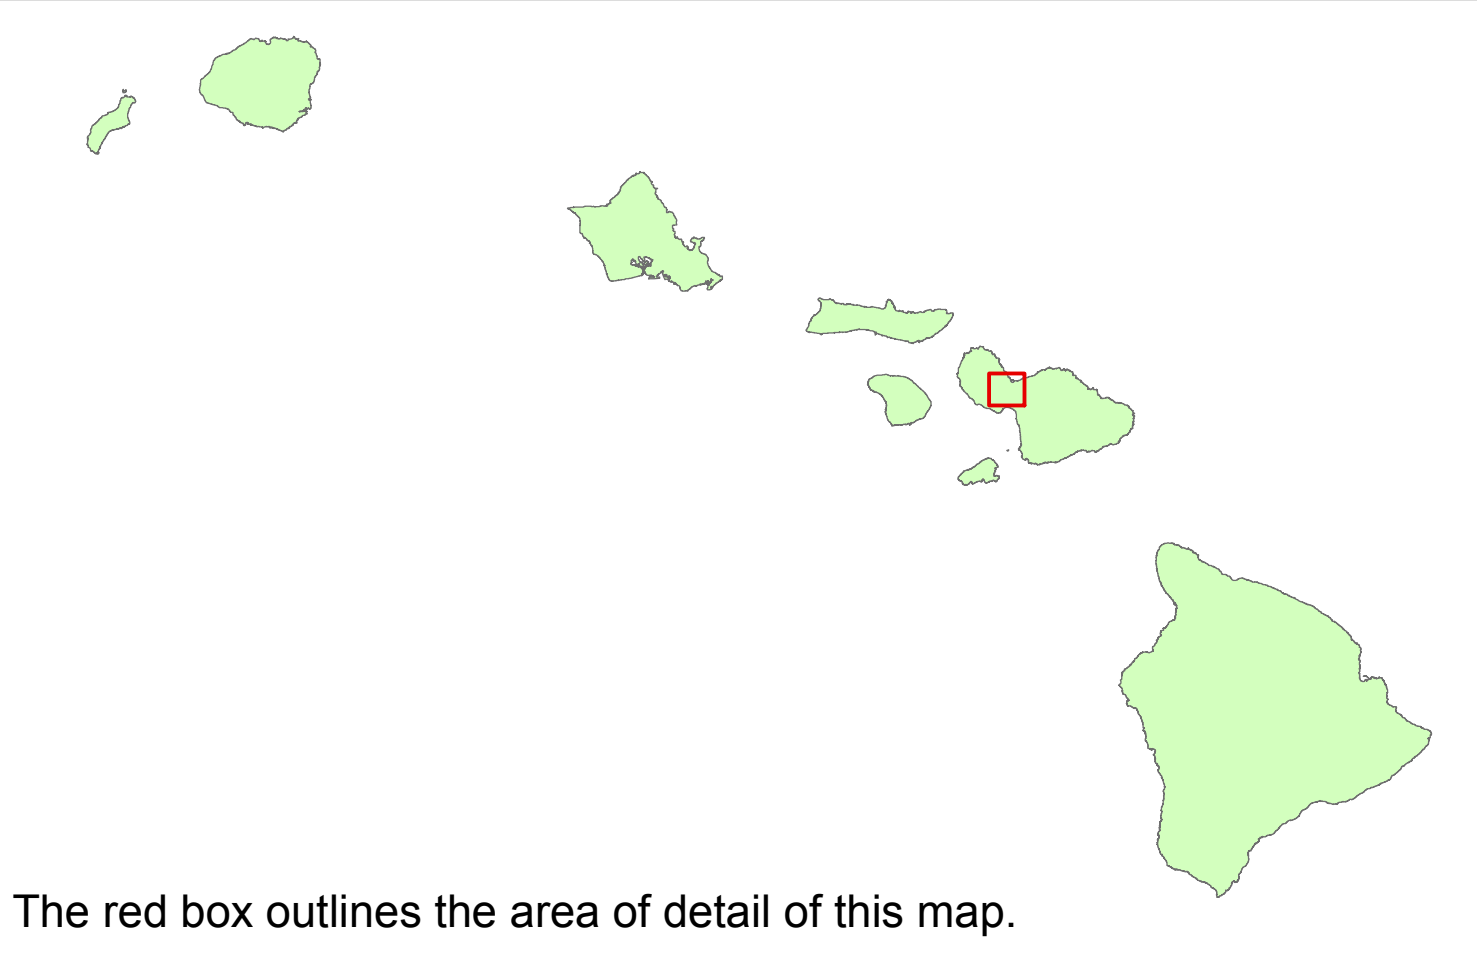 The red box outlines the area of detail of this map.